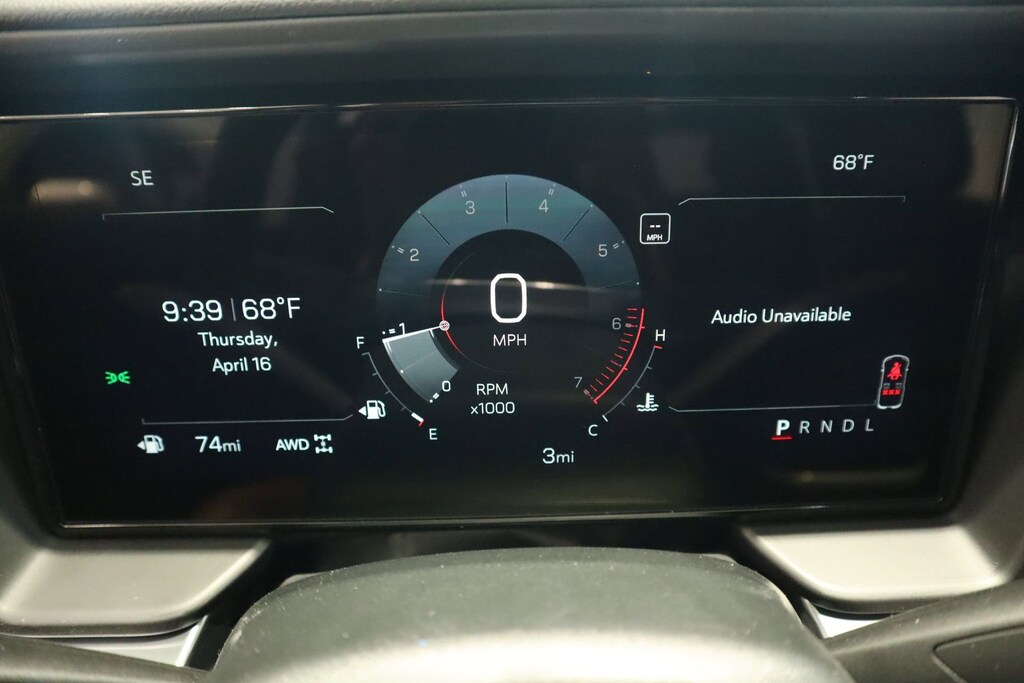 SE
68°F
9:39 | 68°F
Thursday,
April 16
74mi
AWD
F
E
0
1
2
3
4
5
6
7
0
MPH
RPM
x1000
--
MPH
H
C
3mi
Audio Unavailable
P R N D L